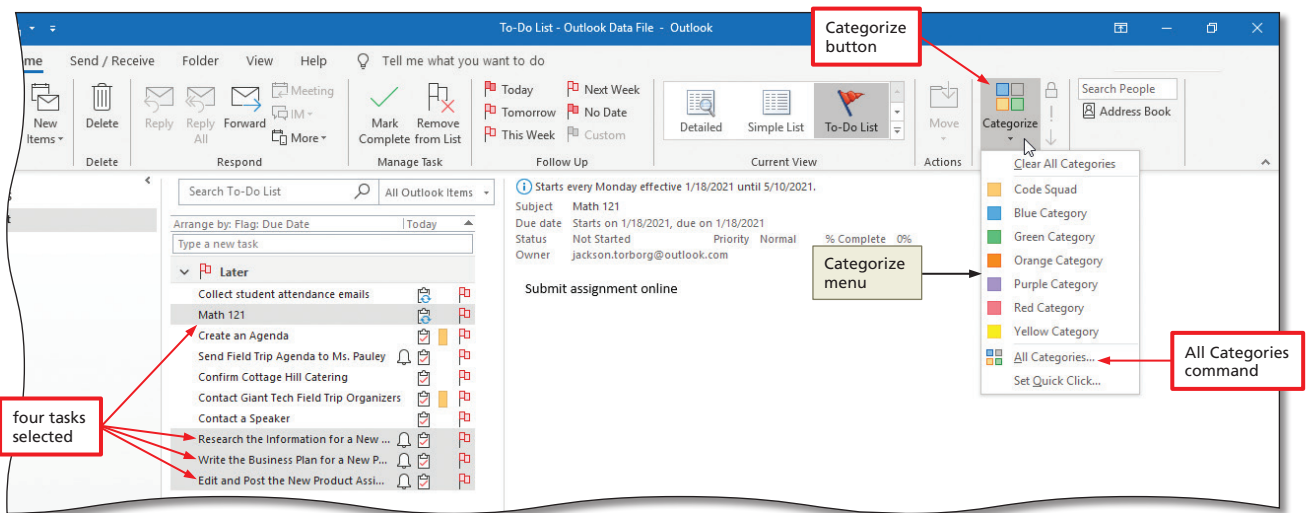 To-Do List - Outlook Data File - Outlook
Categorize
button
Send / Receive
Folder
View
Help
Tell me what you want to do
New
Items
Delete
Reply
Reply
All
Forward
Meeting
IM
More
Mark
Complete
Remove
from List
Today
Tomorrow
This Week
Next Week
No Date
Custom
Detailed
Simple List
To-Do List
Move
Categorize
Search People
Address Book
Delete
Respond
Manage Task
Follow Up
Current View
Actions
Clear All Categories
Code Squad
Blue Category
Green Category
Orange Category
Purple Category
Red Category
Yellow Category
All Categories...
Set Quick Click...
Search To-Do List
All Outlook Items
Arrange by: Flag: Due Date
Today
Type a new task
Later
Collect student attendance emails
Math 121
Create an Agenda
Send Field Trip Agenda to Ms. Pauley
Confirm Cottage Hill Catering
Contact Giant Tech Field Trip Organizers
Contact a Speaker
Research the Information for a New ...
Write the Business Plan for a New P...
Edit and Post the New Product Assi...
Starts every Monday effective 1/18/2021 until 5/10/2021.
Subject Math 121
Due date Starts on 1/18/2021, due on 1/18/2021
Status Not Started Priority Normal % Complete 0%
Owner jackson.torborg@outlook.com
Submit assignment online
Categorize
menu
All Categories
command
four tasks
selected